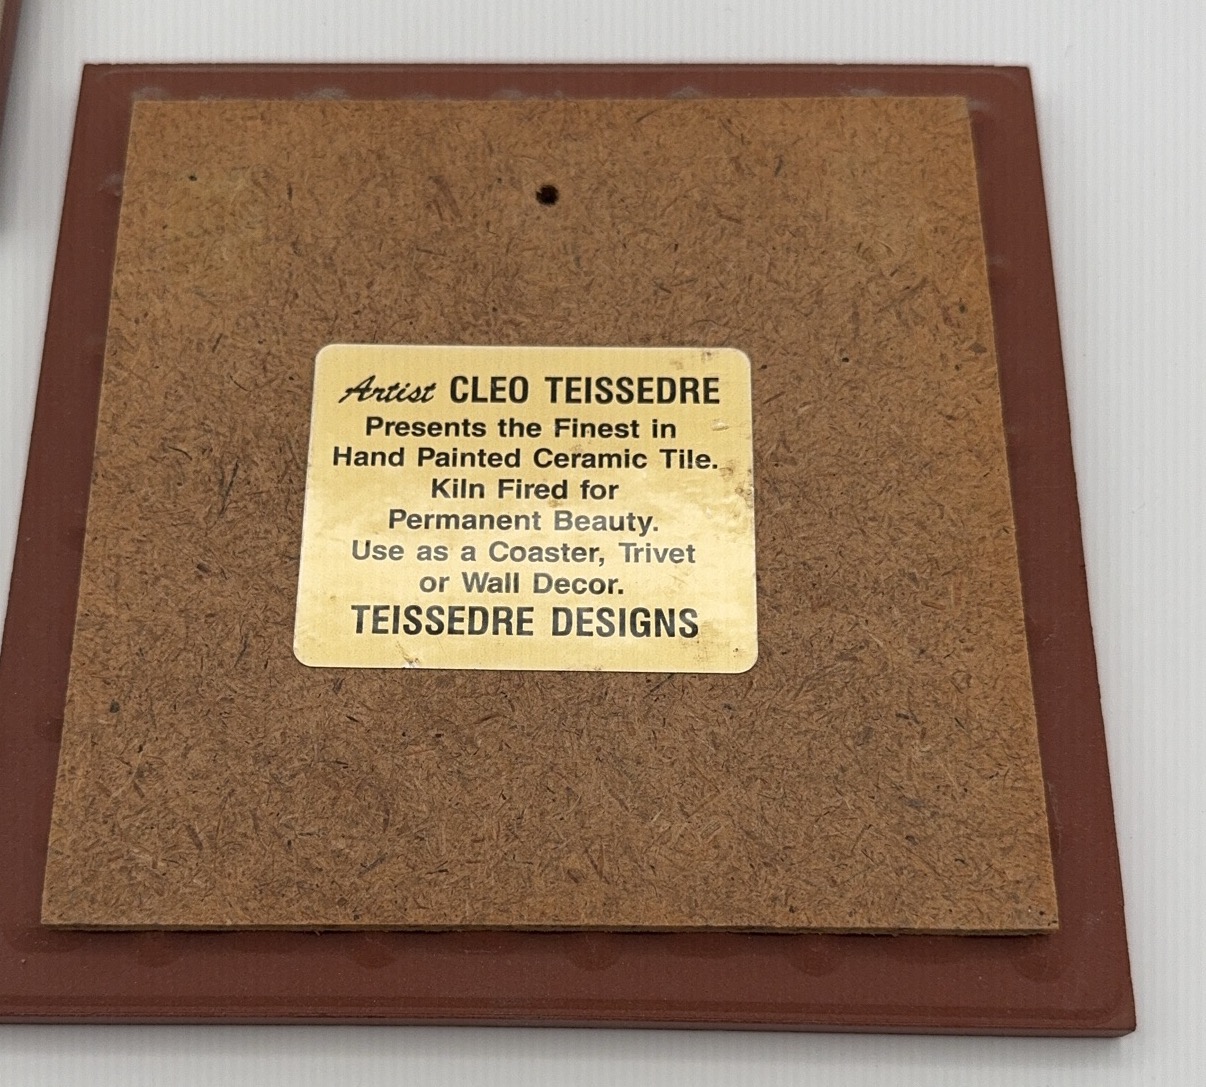 Artist CLEO TEISSEDRE
Presents the Finest in
Hand Painted Ceramic Tile.
Kiln Fired for
Permanent Beauty.
Use as a Coaster, Trivet
or Wall Decor.
TEISSEDRE DESIGNS